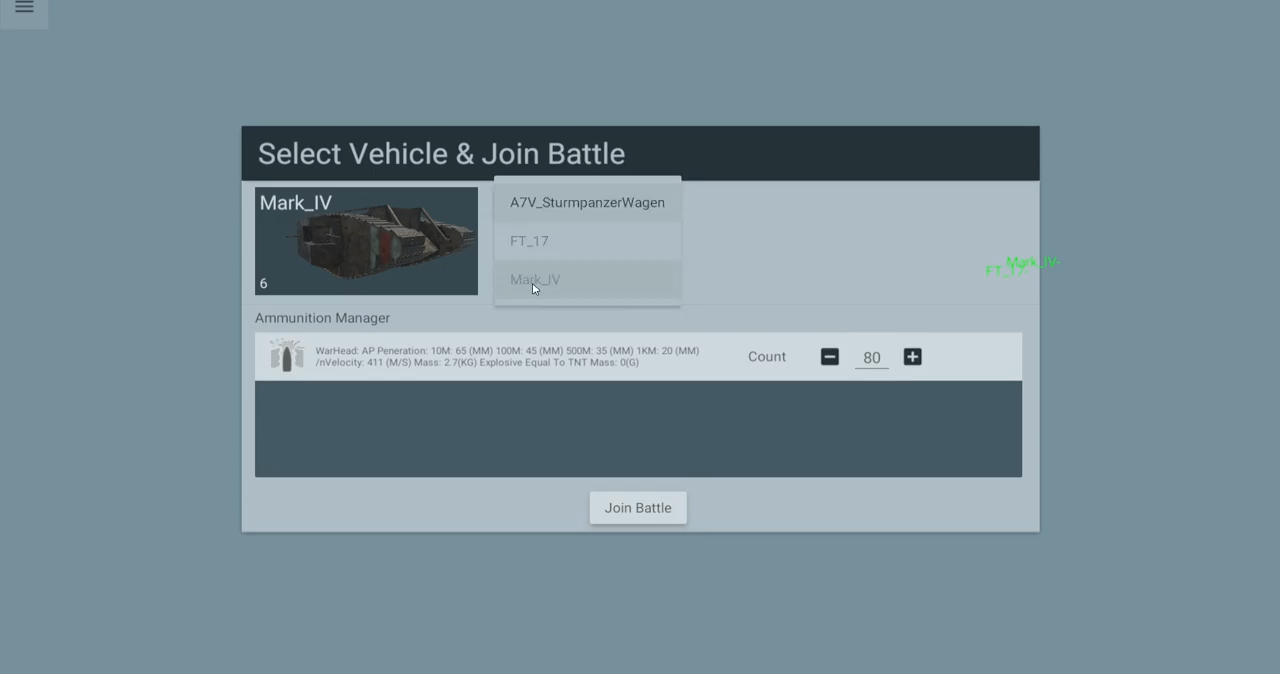 Select Vehicle & Join Battle
Mark_IV
6
A7V_SturmpanzerWagen
FT_17
Mark_IV
Mark_IV-
FT_17-
Ammunition Manager
WarHead: AP Peneration: 10M: 65 (MM) 100M: 45 (MM) 500M: 35 (MM) 1KM: 20 (MM)
/nVelocity: 411 (M/S) Mass: 2.7(KG) Explosive Equal To TNT Mass: 0(G)
Count
80
Join Battle